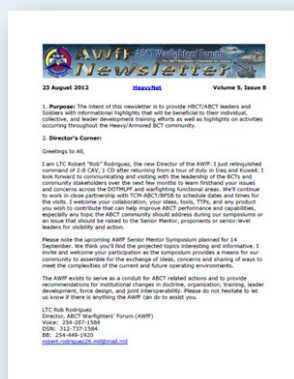 AWfF ABCT Warfighters' Forum
Newsletter
23 August 2012 HeavyNet Volume 5, Issue 8
1. Purpose: The intent of this newsletter is to provide HBCT/ABCT leaders and
Soldiers with informational highlights that will be beneficial to their individual,
collective, and leader development training efforts as well as highlights on activities
occurring throughout the Heavy/Armored BCT community.
2. Director's Corner:
Greetings to All,
I am LTC Robert "Rob" Rodriguez, the new Director of the AWfF. I just relinquished
command of 2-8 CAV, 1 CD after returning from a tour of duty in Iraq and Kuwait. I
look forward to communicating and visiting with the leadership of the BCTs and
community stakeholders over the next few months to learn firsthand your issues
and concerns across the DOTMLPF and warfighting functional areas. We'll continue
to work in close partnership with TCM-ABCT/BFSB to schedule dates and times for
the visits. I welcome your collaboration, your ideas, tools, TTPs, and any product
you wish to contribute that can help improve ABCT performance and capabilities,
especially any topic the ABCT community should address during our symposiums or
an issue that should be raised to the Senior Mentor, proponents or senior-level
leaders for visibility and action.
Please note the upcoming AWfF Senior Mentor Symposium planned for 14
September. We think you'll find the projected topics interesting and informative. I
invite and welcome your participation as the symposium provides a means for our
community to assemble for the exchange of ideas, concerns and sharing of ways to
meet the complexities of the current and future operating environments.
The AWfF exists to serve as a conduit for ABCT related actions and to provide
recommendations for institutional changes in doctrine, organization, training, leader
development, force design, and joint interoperability. Please do not hesitate to let
us know if there is anything the AWfF can do to assist you.
LTC Rob Rodriguez
Director, ABCT Warfighters' Forum (AWfF)
Voice: 254-287-1584
DSN: 312-737-1584
BB: 254-449-1920
robert.rodriguez26.mil@mail.mil